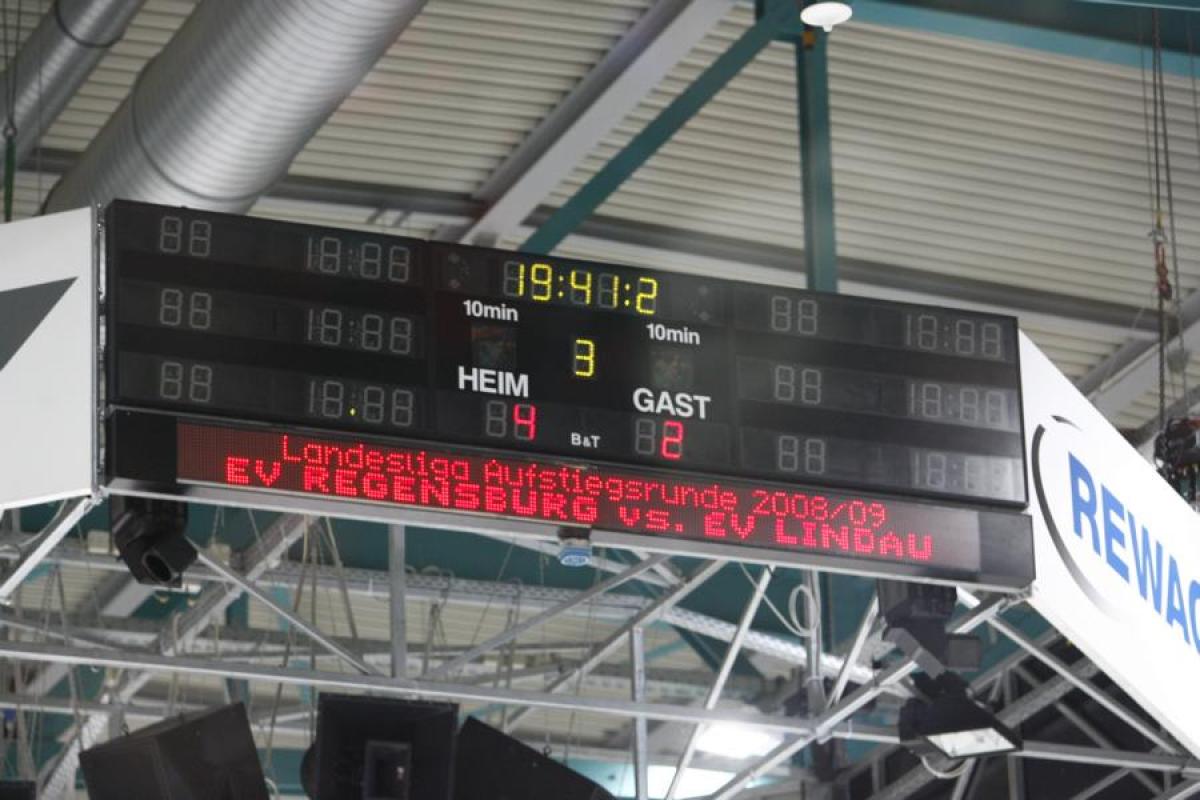 19:41:2
10min
10min
3
HEIM
GAST
4
B&T
2
Landesliga Aufstiegsrunde 2008/09
EV REGENSBURG vs. EV LINDAU
REWAG